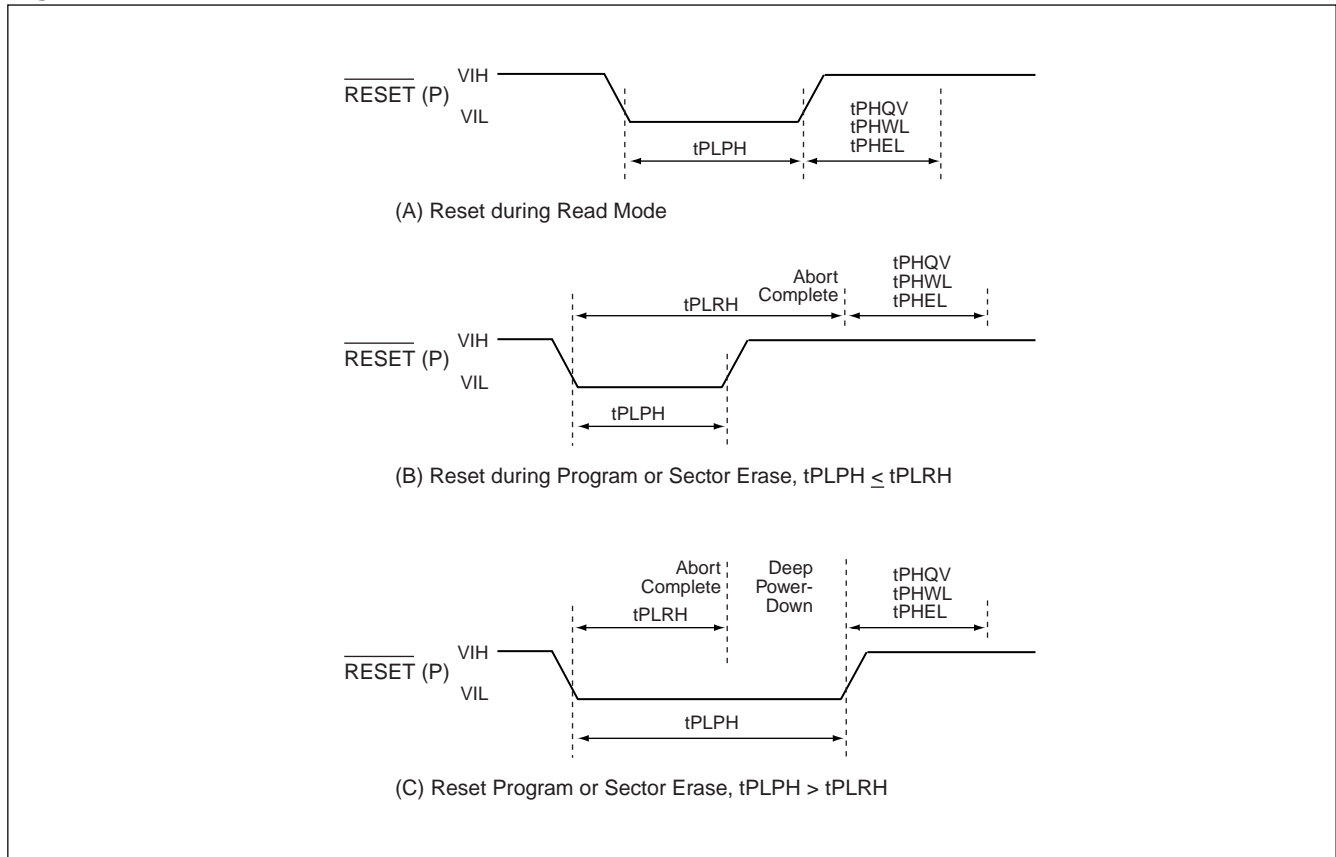 VIH
RESET (P)
VIL
tPLPH
tPHQV
tPHWL
tPHEL
(A) Reset during Read Mode
tPLRH
Abort
Complete
tPHQV
tPHWL
tPHEL
VIH
RESET (P)
VIL
tPLPH
(B) Reset during Program or Sector Erase, tPLPH ≤ tPLRH
Abort
Complete
tPLRH
Deep
Power-
Down
tPHQV
tPHWL
tPHEL
VIH
RESET (P)
VIL
tPLPH
(C) Reset Program or Sector Erase, tPLPH > tPLRH